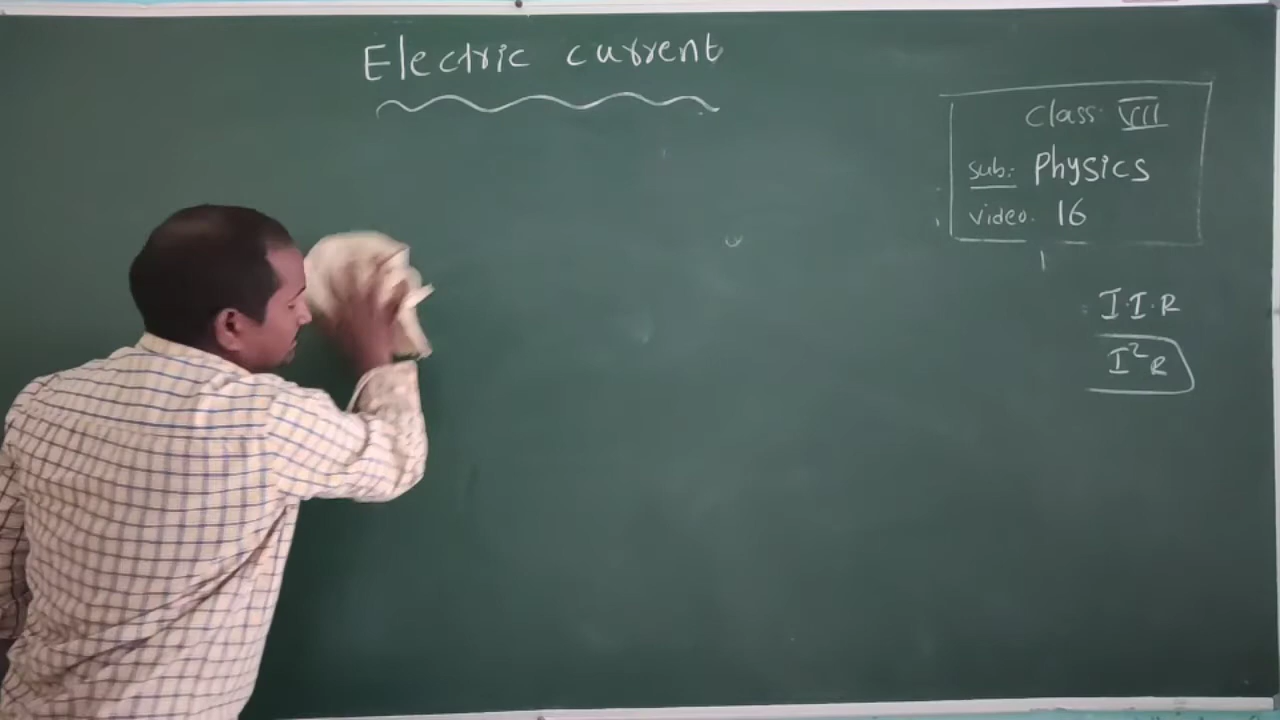 Electric current
class VII
sub:- Physics
video. 16
I.I.R
I²R